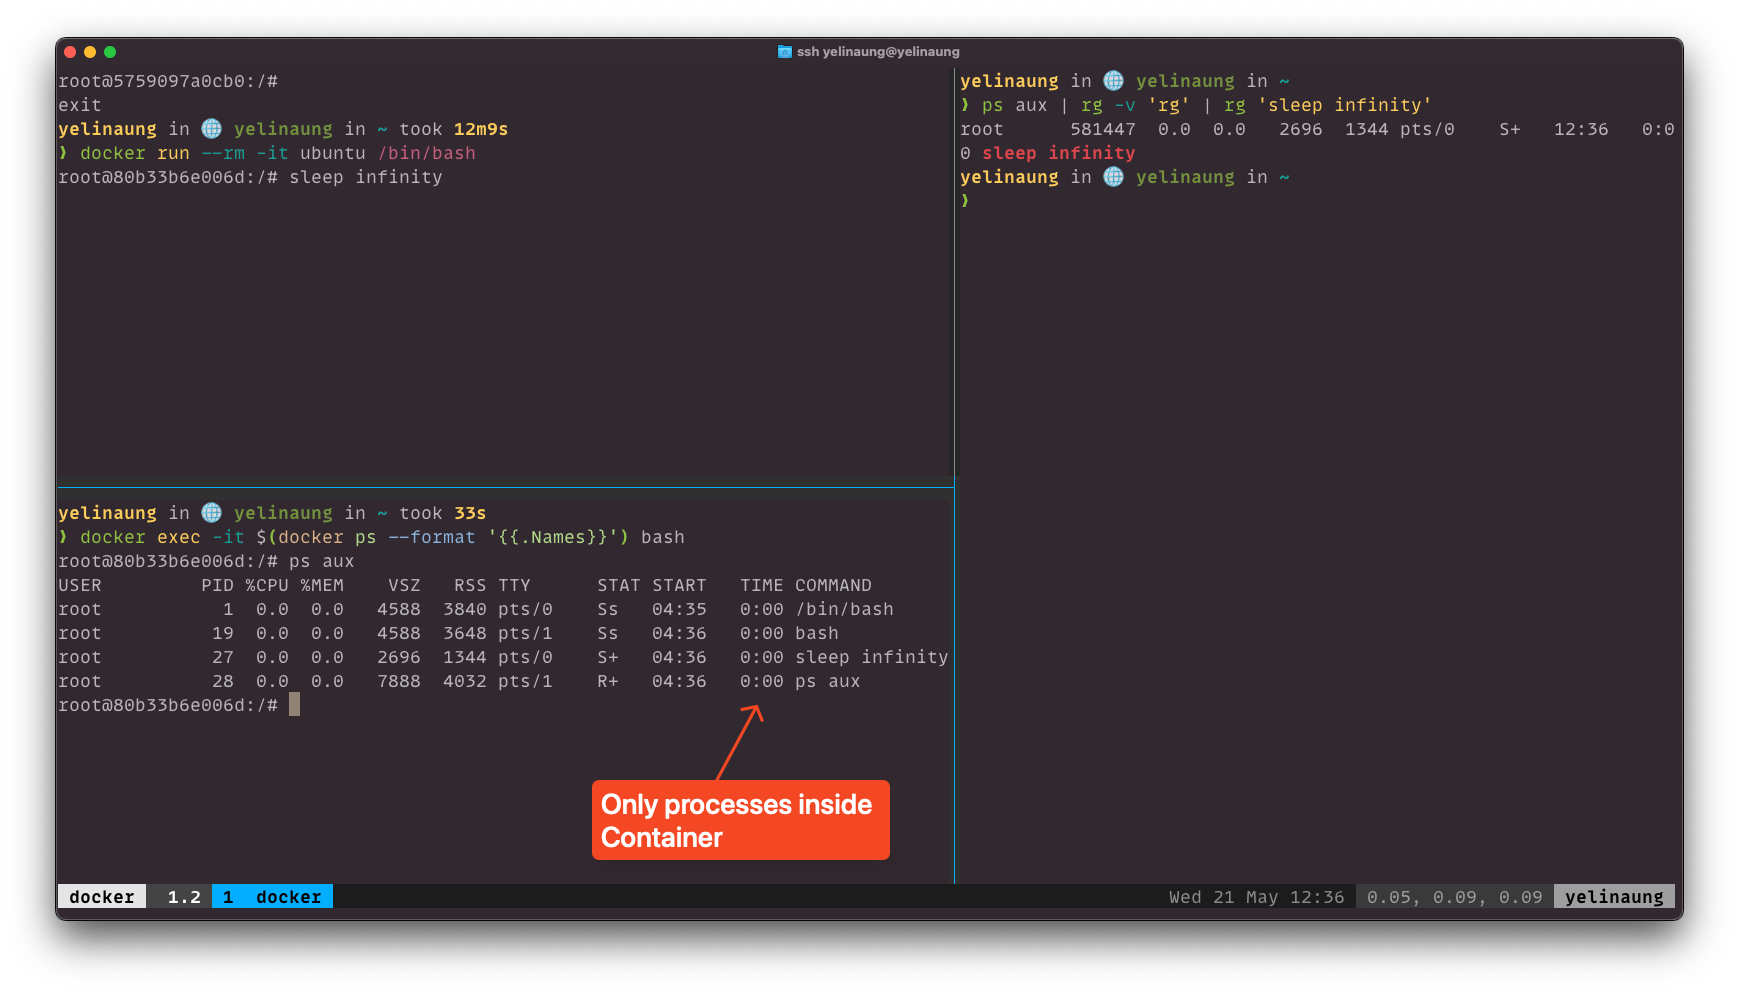 ssh yelinaung@yelinaung
root@5759097a0cb0:/#
exit
yelinaung in 🌐 yelinaung in ~ took 12m9s
❱ docker run --rm -it ubuntu /bin/bash
root@80b33b6e006d:/# sleep infinity
yelinaung in 🌐 yelinaung in ~ took 33s
❱ docker exec -it $(docker ps --format '{{.Names}}') bash
root@80b33b6e006d:/# ps aux
USER         PID %CPU %MEM    VSZ   RSS TTY      STAT START   TIME COMMAND
root           1  0.0  0.0   4588  3840 pts/0    Ss   04:35   0:00 /bin/bash
root          19  0.0  0.0   4588  3648 pts/1    Ss   04:36   0:00 bash
root          27  0.0  0.0   2696  1344 pts/0    S+   04:36   0:00 sleep infinity
root          28  0.0  0.0   7888  4032 pts/1    R+   04:36   0:00 ps aux
root@80b33b6e006d:/#
Only processes inside
Container
yelinaung in 🌐 yelinaung in ~
❱ ps aux | rg -v 'rg' | rg 'sleep infinity'
root      581447  0.0  0.0   2696  1344 pts/0    S+   12:36   0:0
0 sleep infinity
yelinaung in 🌐 yelinaung in ~
❱
docker  1.2  1  docker  Wed 21 May 12:36  0.05, 0.09, 0.09  yelinaung